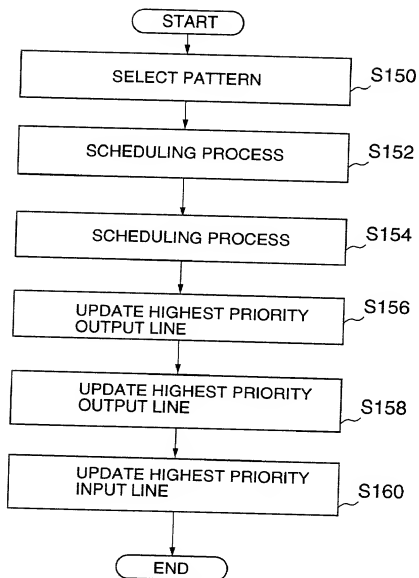 START
SELECT PATTERN
S150
SCHEDULING PROCESS
S152
SCHEDULING PROCESS
S154
UPDATE HIGHEST PRIORITY
OUTPUT LINE
S156
UPDATE HIGHEST PRIORITY
OUTPUT LINE
S158
UPDATE HIGHEST PRIORITY
INPUT LINE
S160
END